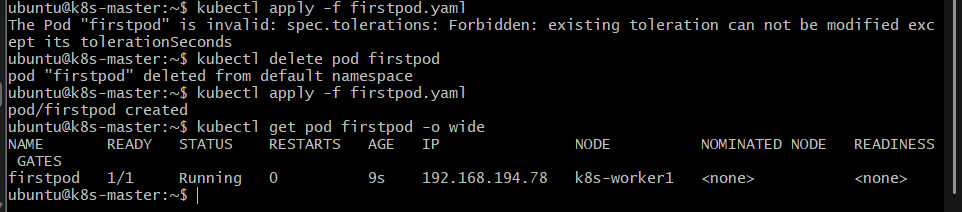 ubuntu@k8s-master:~$ kubectl apply -f firstpod.yaml
The Pod "firstpod" is invalid: spec.tolerations: Forbidden: existing toleration can not be modified exc
ept its tolerationSeconds
ubuntu@k8s-master:~$ kubectl delete pod firstpod
pod "firstpod" deleted from default namespace
ubuntu@k8s-master:~$ kubectl apply -f firstpod.yaml
pod/firstpod created
ubuntu@k8s-master:~$ kubectl get pod firstpod -o wide
NAME       READY   STATUS    RESTARTS   AGE   IP               NODE          NOMINATED NODE   READINESS
 GATES
firstpod   1/1     Running   0          9s    192.168.194.78   k8s-worker1   <none>           <none>
ubuntu@k8s-master:~$